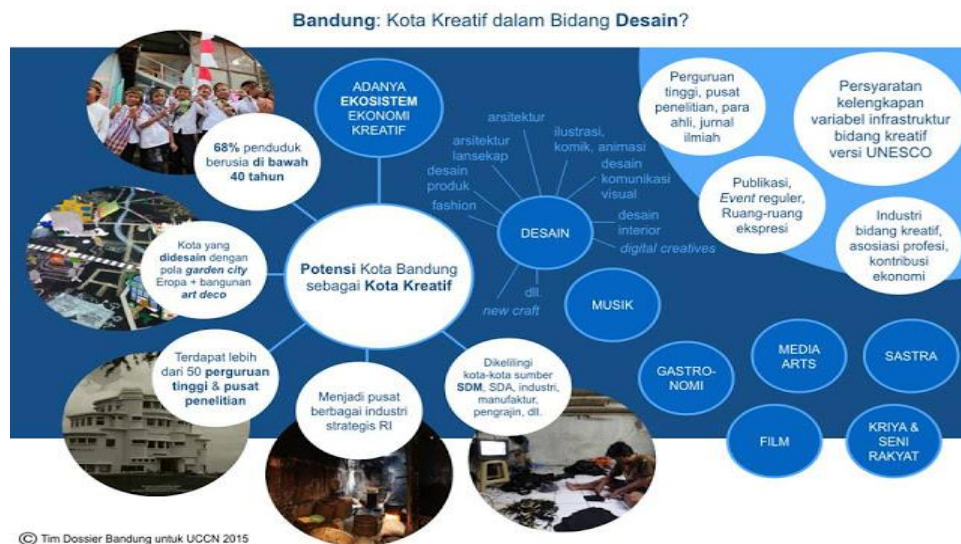 Bandung: Kota Kreatif dalam Bidang Desain?
ADANYA
EKOSISTEM
EKONOMI
KREATIF
68% penduduk
berusia di bawah
40 tahun
Kota yang
didesain dengan
pola garden city
Eropa + bangunan
art deco
Terdapat lebih
dari 50 perguruan
tinggi & pusat
penelitian
Menjadi pusat
berbagai industri
strategis RI
Dikelilingi
kota-kota sumber
SDM, SDA, industri,
manufaktur,
pengrajin, dll.
Potensi Kota Bandung
sebagai Kota Kreatif
arsitektur
arsitektur
lansekap
desain
produk
fashion
ilustrasi,
komik, animasi
desain
komunikasi
visual
desain
interior
digital creatives
dll.
new craft
DESAIN
MUSIK
GASTRO-
NOMI
MEDIA
ARTS
SASTRA
FILM
KRIYA &
SENI
RAKYAT
Perguruan
tinggi, pusat
penelitian, para
ahli, jurnal
ilmiah
Persyaratan
kelengkapan
variabel infrastruktur
bidang kreatif
versi UNESCO
Publikasi,
Event reguler,
Ruang-ruang
ekspresi
Industri
bidang kreatif,
asosiasi profesi,
kontribusi
ekonomi
© Tim Dossier Bandung untuk UCCN 2015